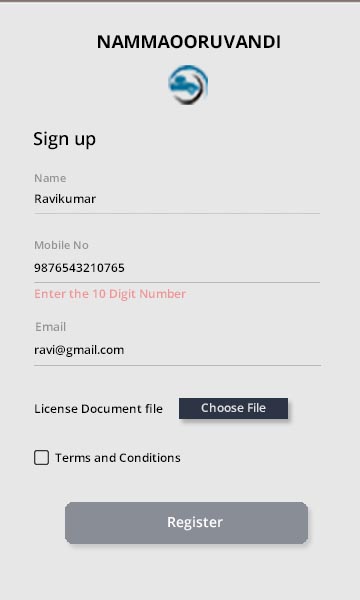 NAMMAOORUVANDI
Sign up
Name
Ravikumar
Mobile No
9876543210765
Enter the 10 Digit Number
Email
ravi@gmail.com
License Document file Choose File
Terms and Conditions
Register